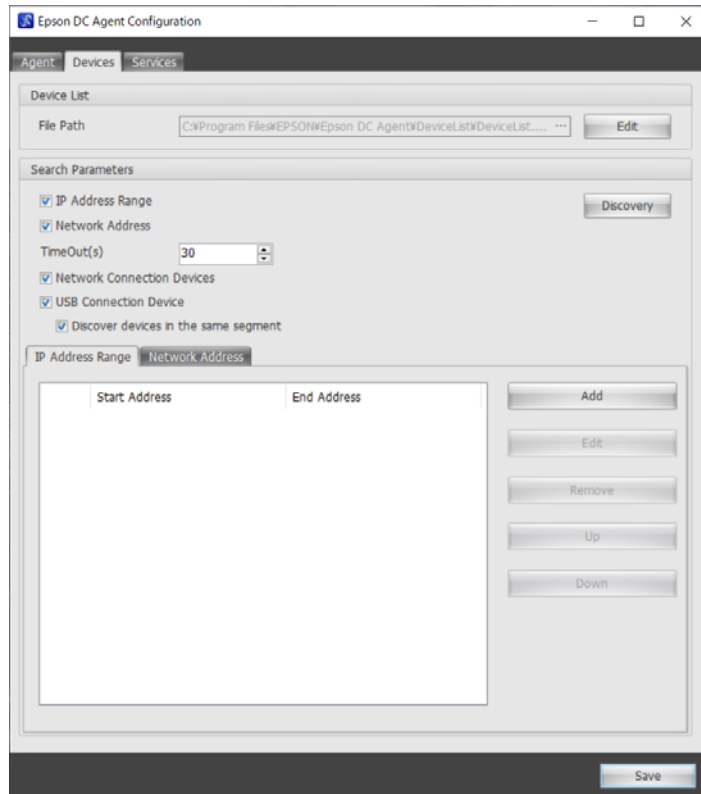 Epson DC Agent Configuration
Agent Devices Services
Device List
File Path C:¥Program Files¥EPSON¥Epson DC Agent¥DeviceList¥DeviceList.... ... Edit
Search Parameters
IP Address Range
Discovery
Network Address
TimeOut(s) 30
Network Connection Devices
USB Connection Device
Discover devices in the same segment
IP Address Range Network Address
Start Address End Address
Add
Edit
Remove
Up
Down
Save